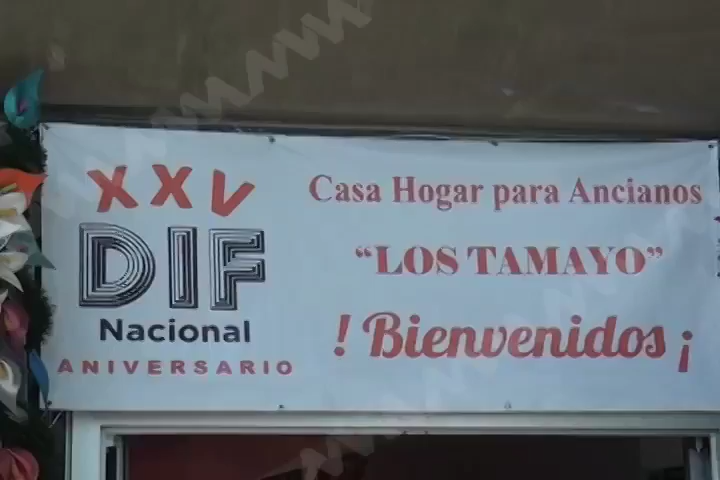 XXV
DIF
Nacional
ANIVERSARIO
Casa Hogar para Ancianos
“LOS TAMAYO”
! Bienvenidos ¡